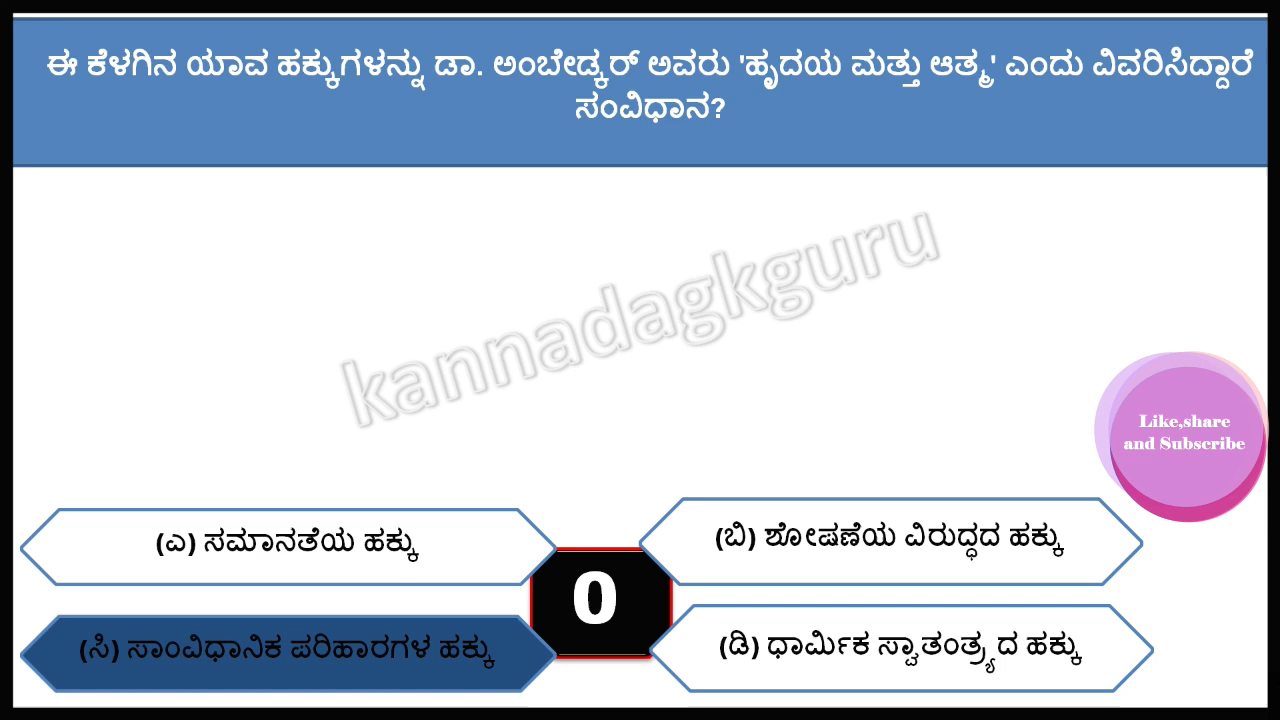 ಈ ಕೆಳಗಿನ ಯಾವ ಹಕ್ಕುಗಳನ್ನು ಡಾ. ಅಂಬೇಡ್ಕರ್ ಅವರು 'ಹೃದಯ ಮತ್ತು ಆತ್ಮ' ಎಂದು ವಿವರಿಸಿದ್ದಾರೆ
ಸಂವಿಧಾನ?
kannadagkguru
Like,share
and Subscribe
(ಎ) ಸಮಾನತೆಯ ಹಕ್ಕು
(ಬಿ) ಶೋಷಣೆಯ ವಿರುದ್ಧದ ಹಕ್ಕು
0
(ಸಿ) ಸಾಂವಿಧಾನಿಕ ಪರಿಹಾರಗಳ ಹಕ್ಕು
(ಡಿ) ಧಾರ್ಮಿಕ ಸ್ವಾತಂತ್ರ್ಯದ ಹಕ್ಕು